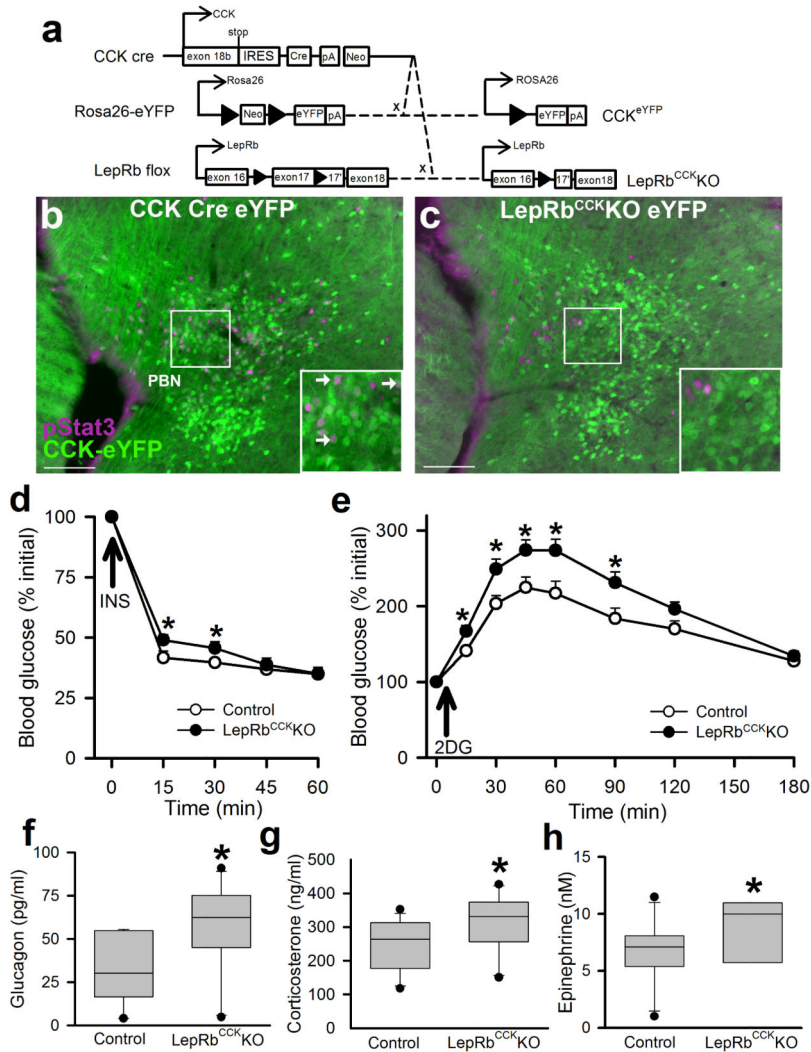 a
CCK
stop
CCK cre
exon 18b IRES Cre pA Neo
Rosa26
ROSA26
Rosa26-eYFP
Neo eYFP pA
x
eYFP pA
CCKeYFP
LepRb
LepRb
LepRb flox
exon 16 exon17 17' exon18
x
exon 16 17' exon18
LepRbCCKKO
b CCK Cre eYFP
PBN
pStat3
CCK-eYFP
c LepRbCCKKO eYFP
d
Blood glucose (% initial)
100
75
50
25
0
INS
* *
Control
LepRbCCKKO
0 15 30 45 60
Time (min)
e
Blood glucose (% initial)
300
200
100
0
2DG
* * * * *
Control
LepRbCCKKO
0 30 60 90 120 150 180
Time (min)
f
Glucagon (pg/ml)
100
75
50
25
0
*
Control LepRbCCKKO
g
Corticosterone (ng/ml)
500
400
300
200
100
0
*
Control LepRbCCKKO
h
Epinephrine (nM)
15
10
5
0
*
Control LepRbCCKKO